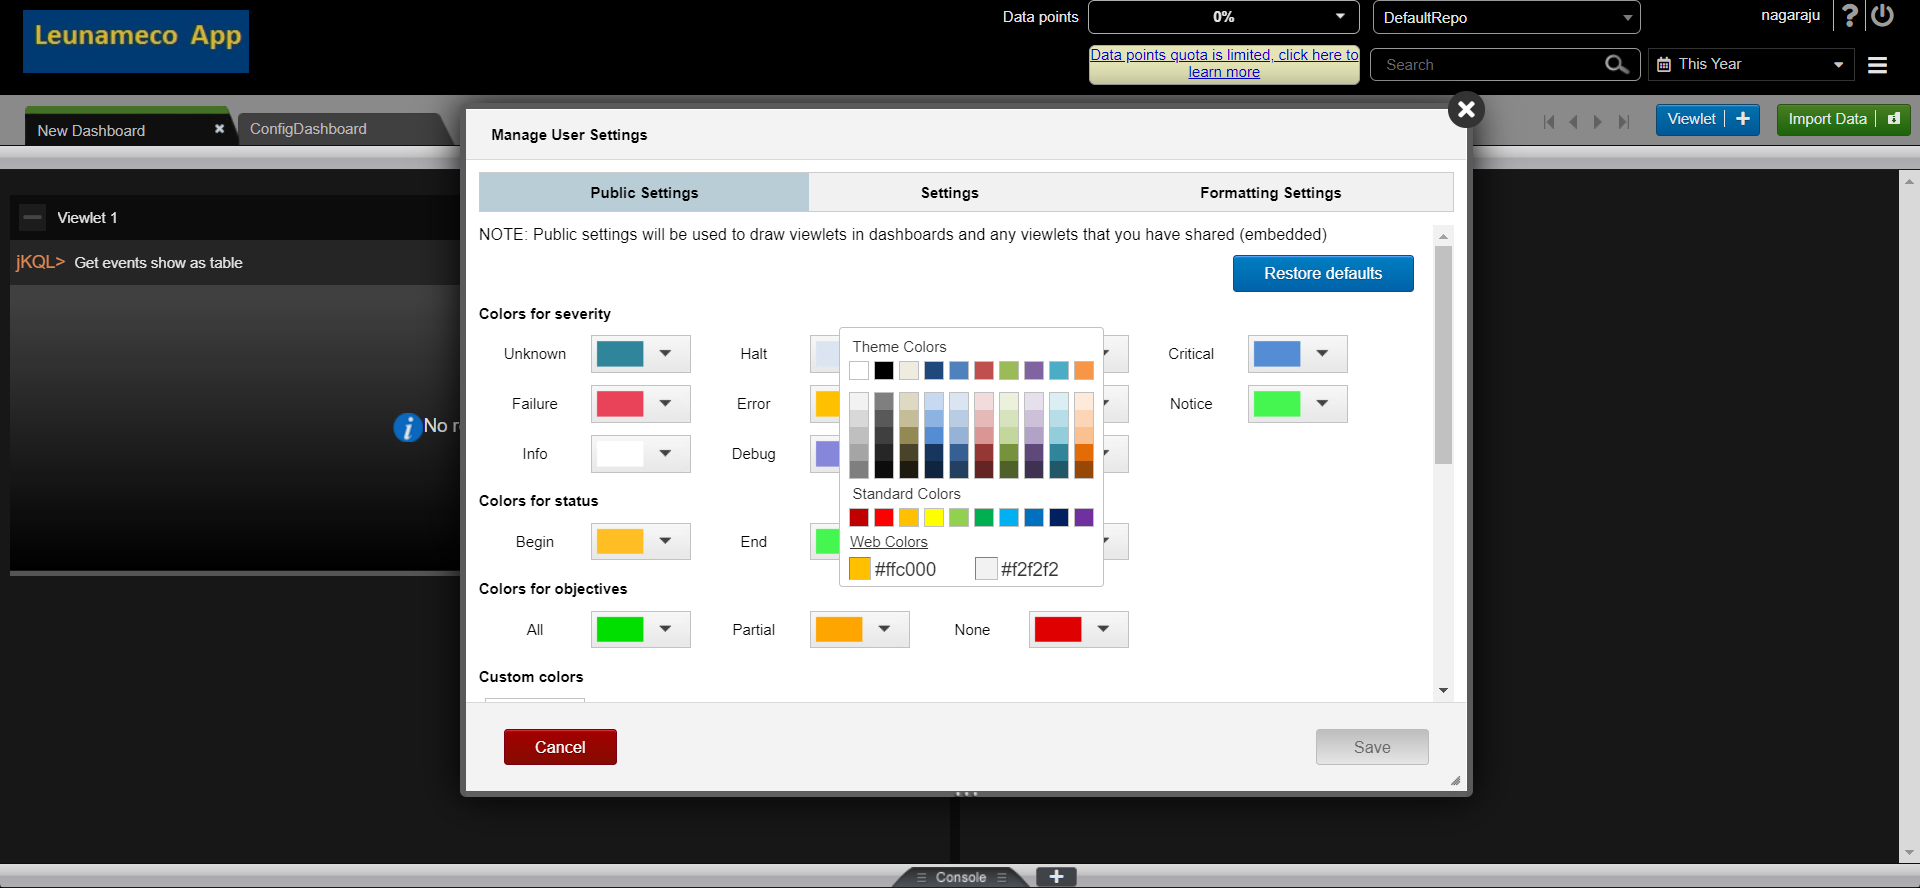 Leunameco App
Data points
0%
DefaultRepo
nagaraju
Data points quota is limited, click here to
learn more
Search
This Year
New Dashboard
ConfigDashboard
Viewlet
Import Data
Viewlet 1
jKQL> Get events show as table
No r
Manage User Settings
Public Settings
Settings
Formatting Settings
NOTE: Public settings will be used to draw viewlets in dashboards and any viewlets that you have shared (embedded)
Restore defaults
Colors for severity
Unknown
Halt
Critical
Failure
Error
Notice
Info
Debug
Theme Colors
Standard Colors
Web Colors
#ffc000
#f2f2f2
Colors for status
Begin
End
Colors for objectives
All
Partial
None
Custom colors
Cancel
Save
Console